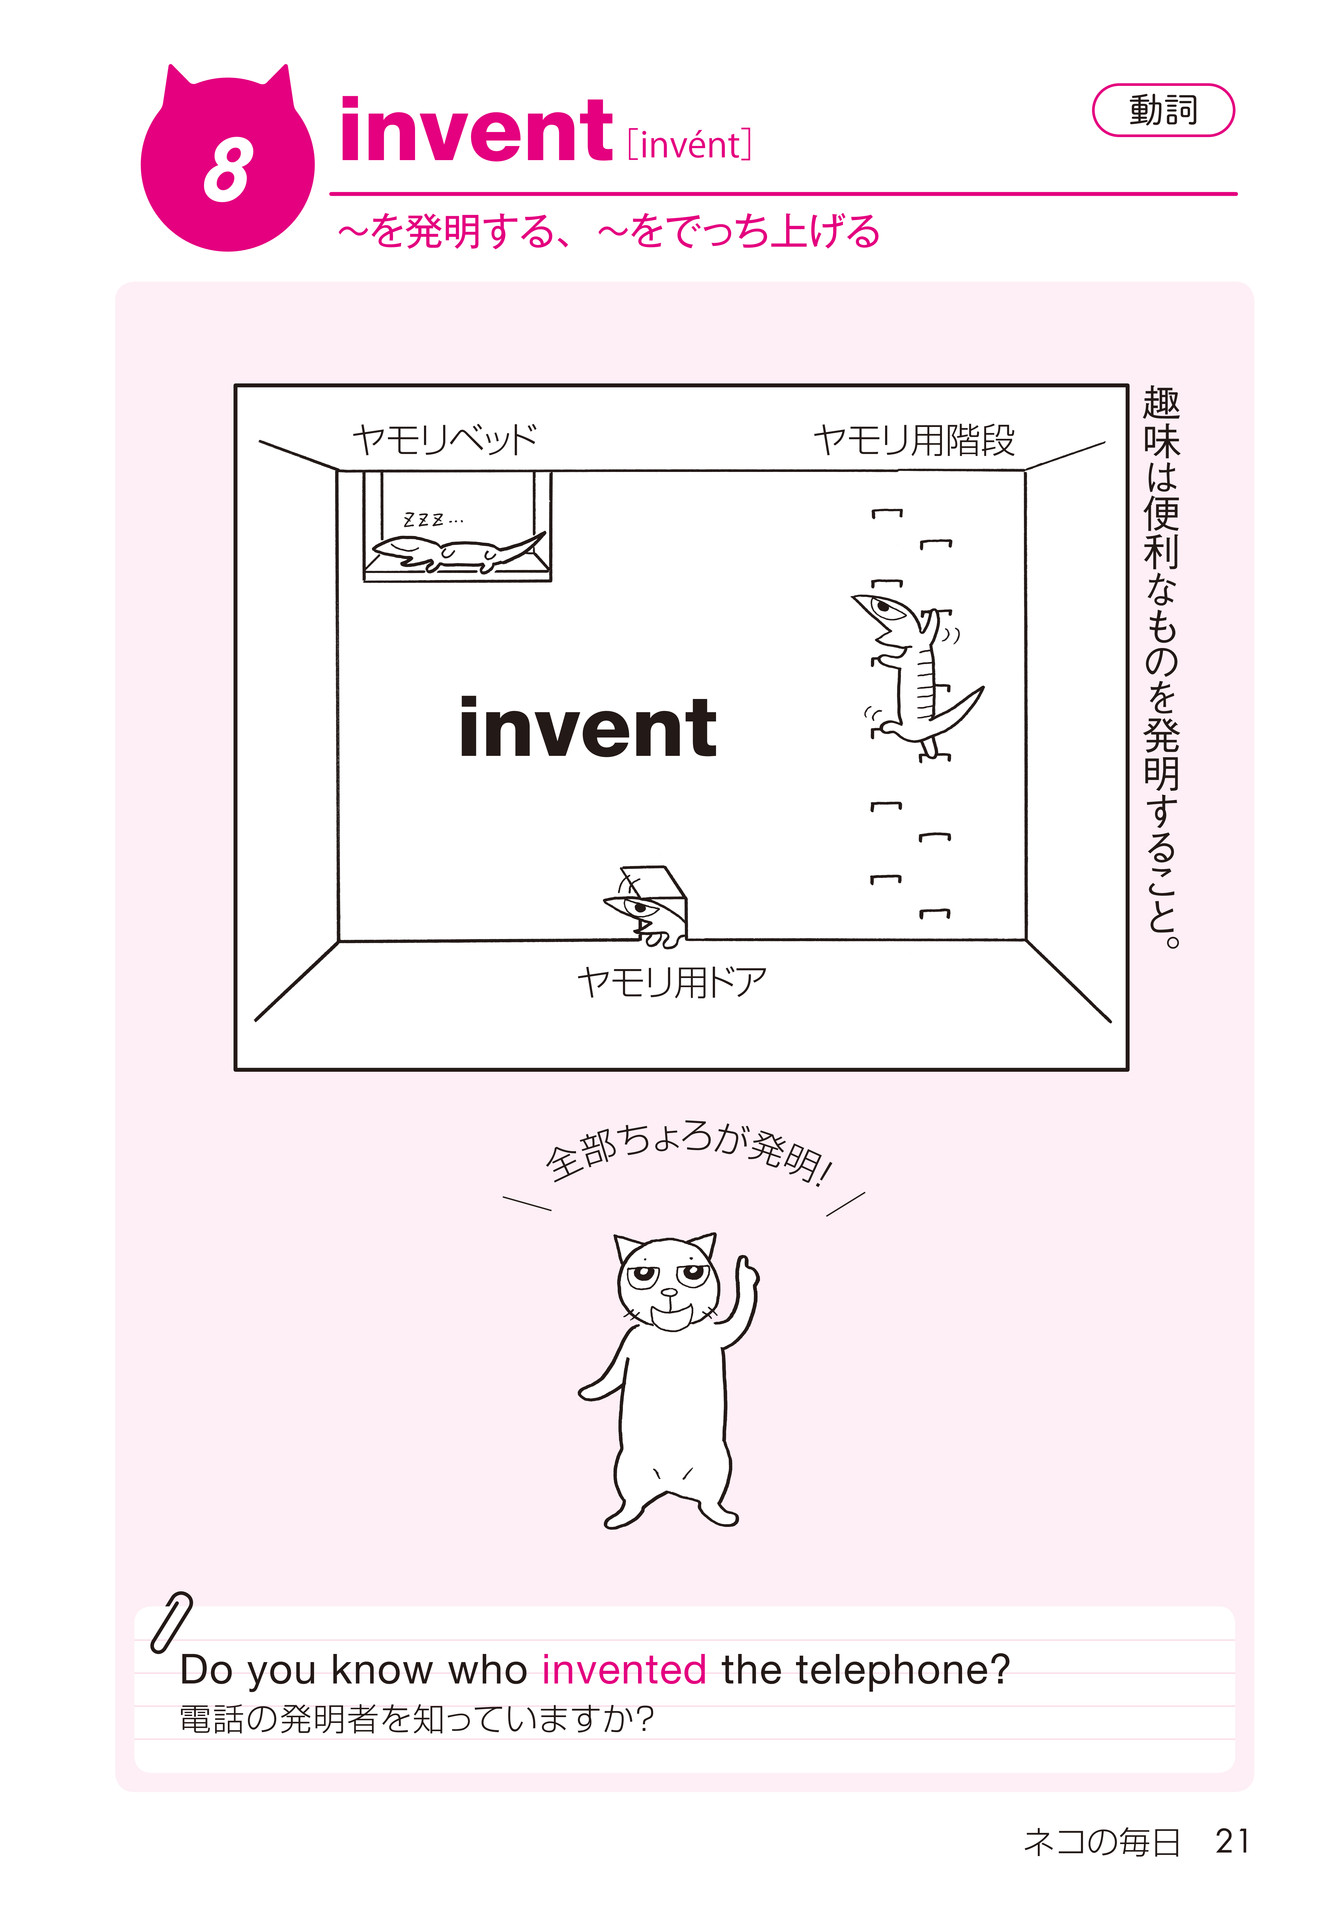 8
invent [invént]
動詞
〜を発明する、〜をでっち上げる
趣味は便利なものを発明すること。
ヤモリベッド
ヤモリ用階段
zzz…
invent
ヤモリ用ドア
全部ちょろが発明!
Do you know who invented the telephone?
電話の発明者を知っていますか?
ネコの毎日 21